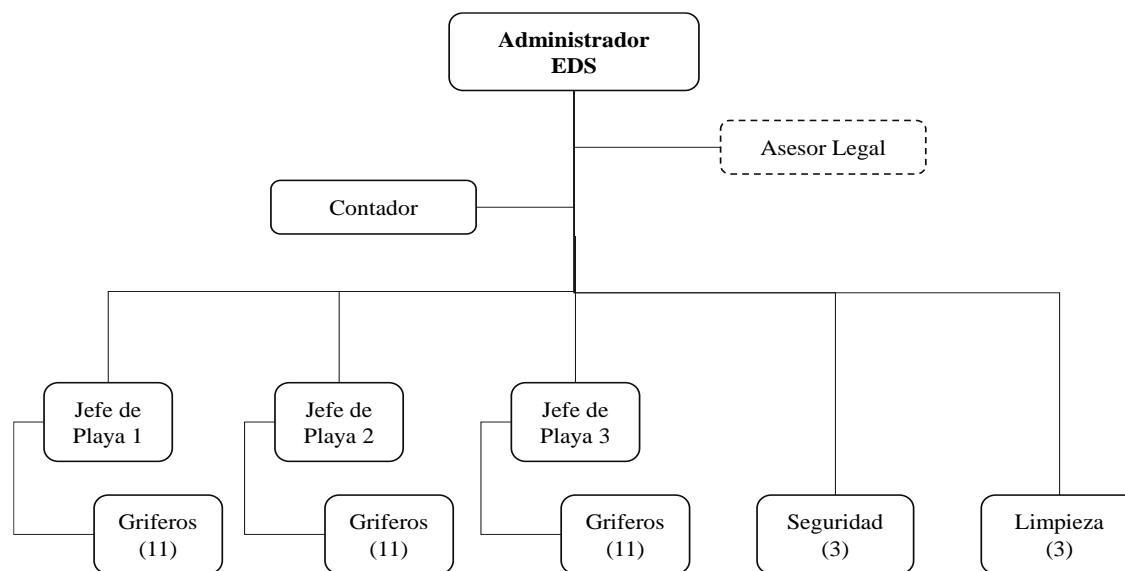 Administrador
EDS
Asesor Legal
Contador
Jefe de
Playa 1
Jefe de
Playa 2
Jefe de
Playa 3
Griferos
(11)
Griferos
(11)
Griferos
(11)
Seguridad
(3)
Limpieza
(3)